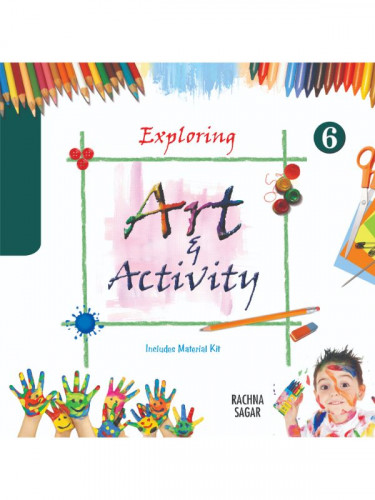 Exploring
6
Art
&
Activity
Includes Material Kit
RACHNA
SAGAR